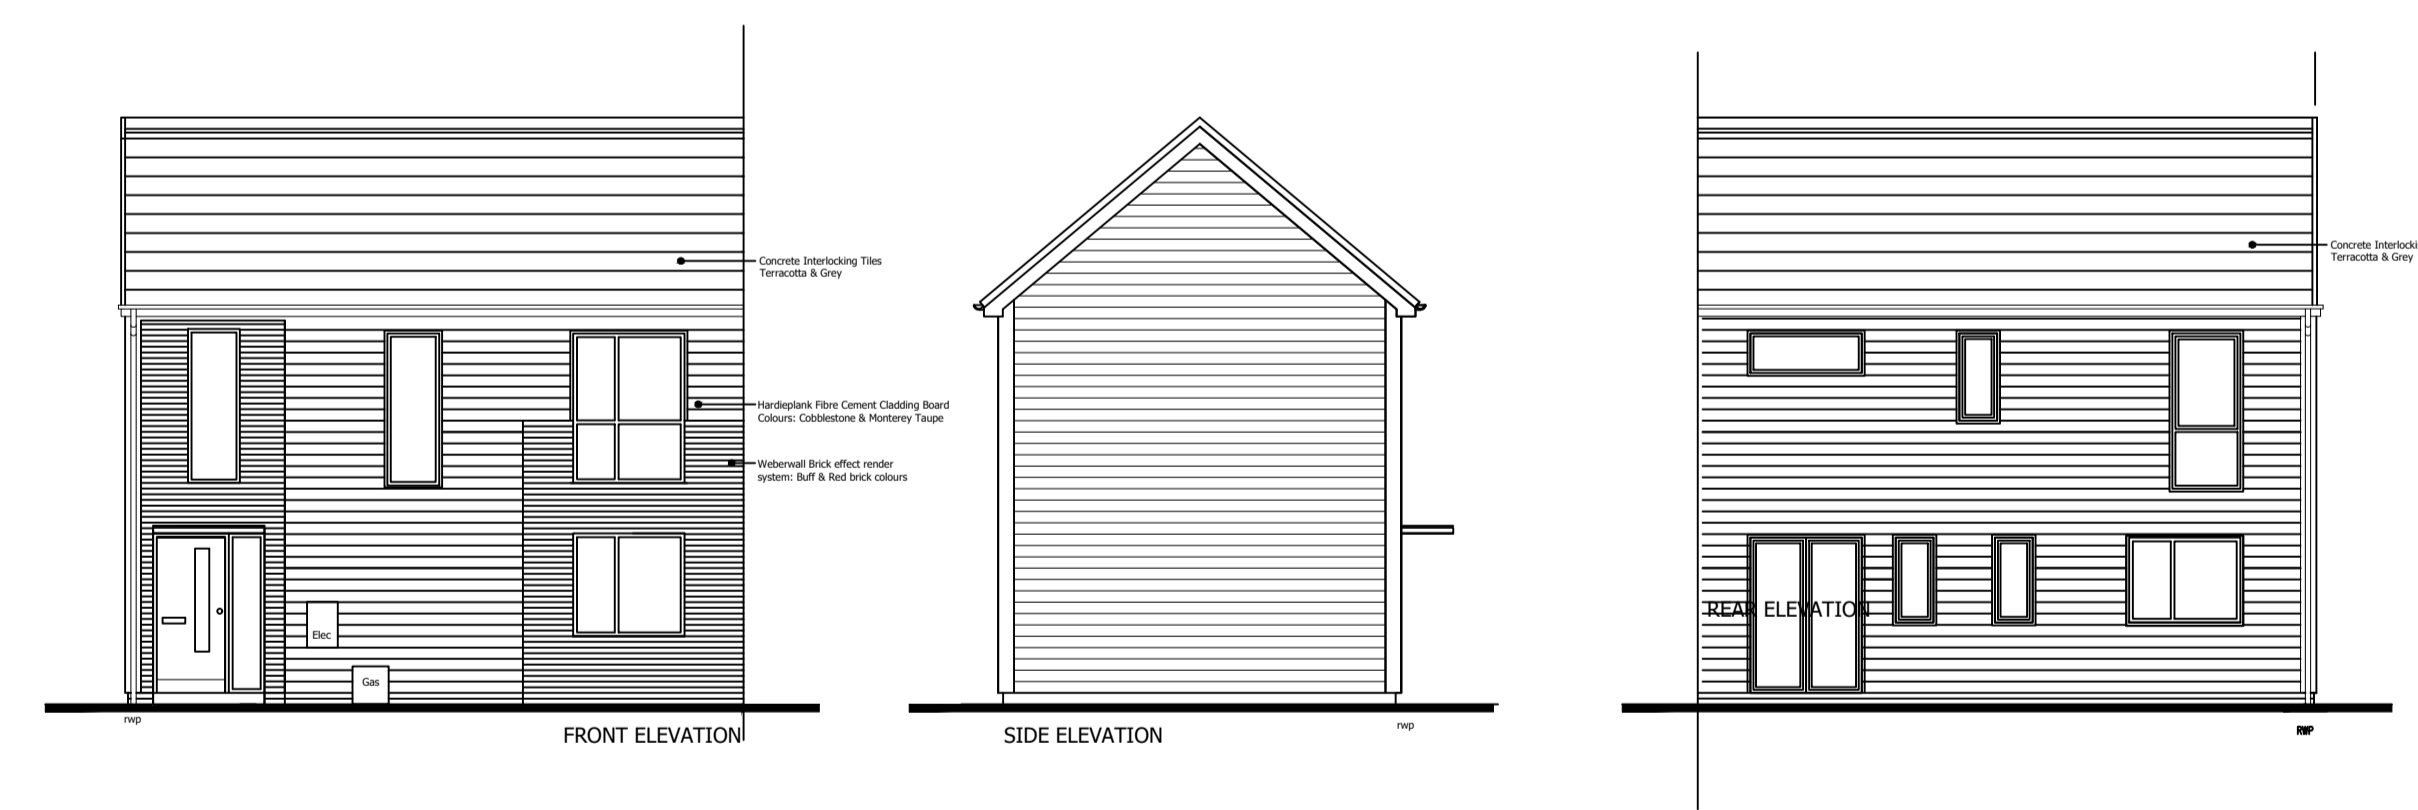 Concrete Interlocking Tiles
Terracotta & Grey
Hardieplank Fibre Cement Cladding Board
Colours: Cobblestone & Monterey Taupe
Weberwall Brick effect render
system: Buff & Red brick colours
Elec
Gas
rwp
FRONT ELEVATION
SIDE ELEVATION
rwp
Concrete Interlocki
Terracotta & Grey
REAR ELEVATION
RWP